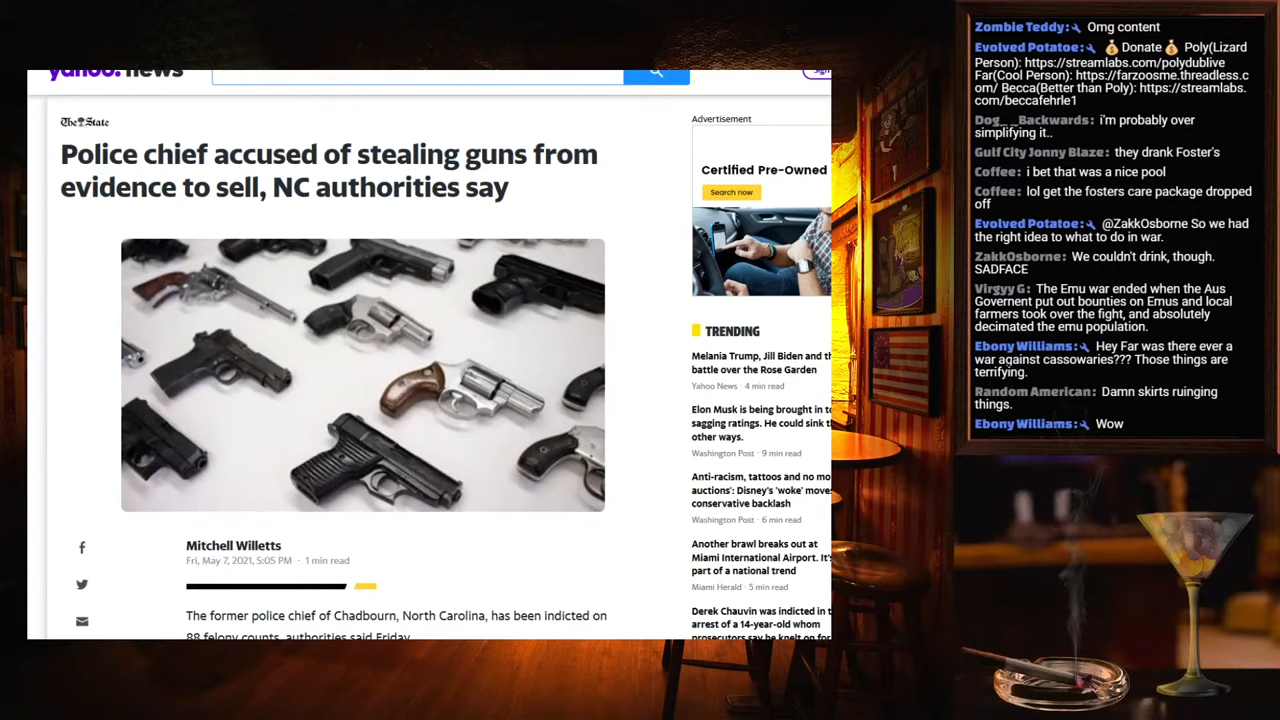 yahoo! news
Sign
The State
Police chief accused of stealing guns from
evidence to sell, NC authorities say
Mitchell Willetts
Fri, May 7, 2021, 5:05 PM · 1 min read
The former police chief of Chadbourn, North Carolina, has been indicted on
88 felony counts, authorities said Friday.
Advertisement
Certified Pre-Owned
Search now
TRENDING
Melania Trump, Jill Biden and th
battle over the Rose Garden
Yahoo News · 4 min read
Elon Musk is being brought in to
sagging ratings. He could sink t
other ways.
Washington Post · 9 min read
Anti-racism, tattoos and no mo
auctions': Disney's 'woke' move
conservative backlash
Washington Post · 6 min read
Another brawl breaks out at
Miami International Airport. It's
part of a national trend
Miami Herald · 5 min read
Derek Chauvin was indicted in t
arrest of a 14-year-old whom
prosecutors say he knelt on for
Zombie Teddy: Omg content
Evolved Potatoe: 💰Donate💰 Poly(Lizard
Person): https://streamlabs.com/polydublive
Far(Cool Person): https://farzoosme.threadless.c
om/ Becca(Better than Poly): https://streamlabs.
com/beccafehrle1
Dog__Backwards: i'm probably over
simplifying it..
Gulf City Jonny Blaze: they drank Foster's
Coffee: i bet that was a nice pool
Coffee: lol get the fosters care package dropped
off
Evolved Potatoe: @ZakkOsborne So we had
the right idea to what to do in war.
ZakkOsborne: We couldn't drink, though.
SADFACE
Virgyy G: The Emu war ended when the Aus
Governent put out bounties on Emus and local
farmers took over the fight, and absolutely
decimated the emu population.
Ebony Williams: Hey Far was there ever a
war against cassowaries??? Those things are
terrifying.
Random American: Damn skirts ruinging
things.
Ebony Williams: Wow